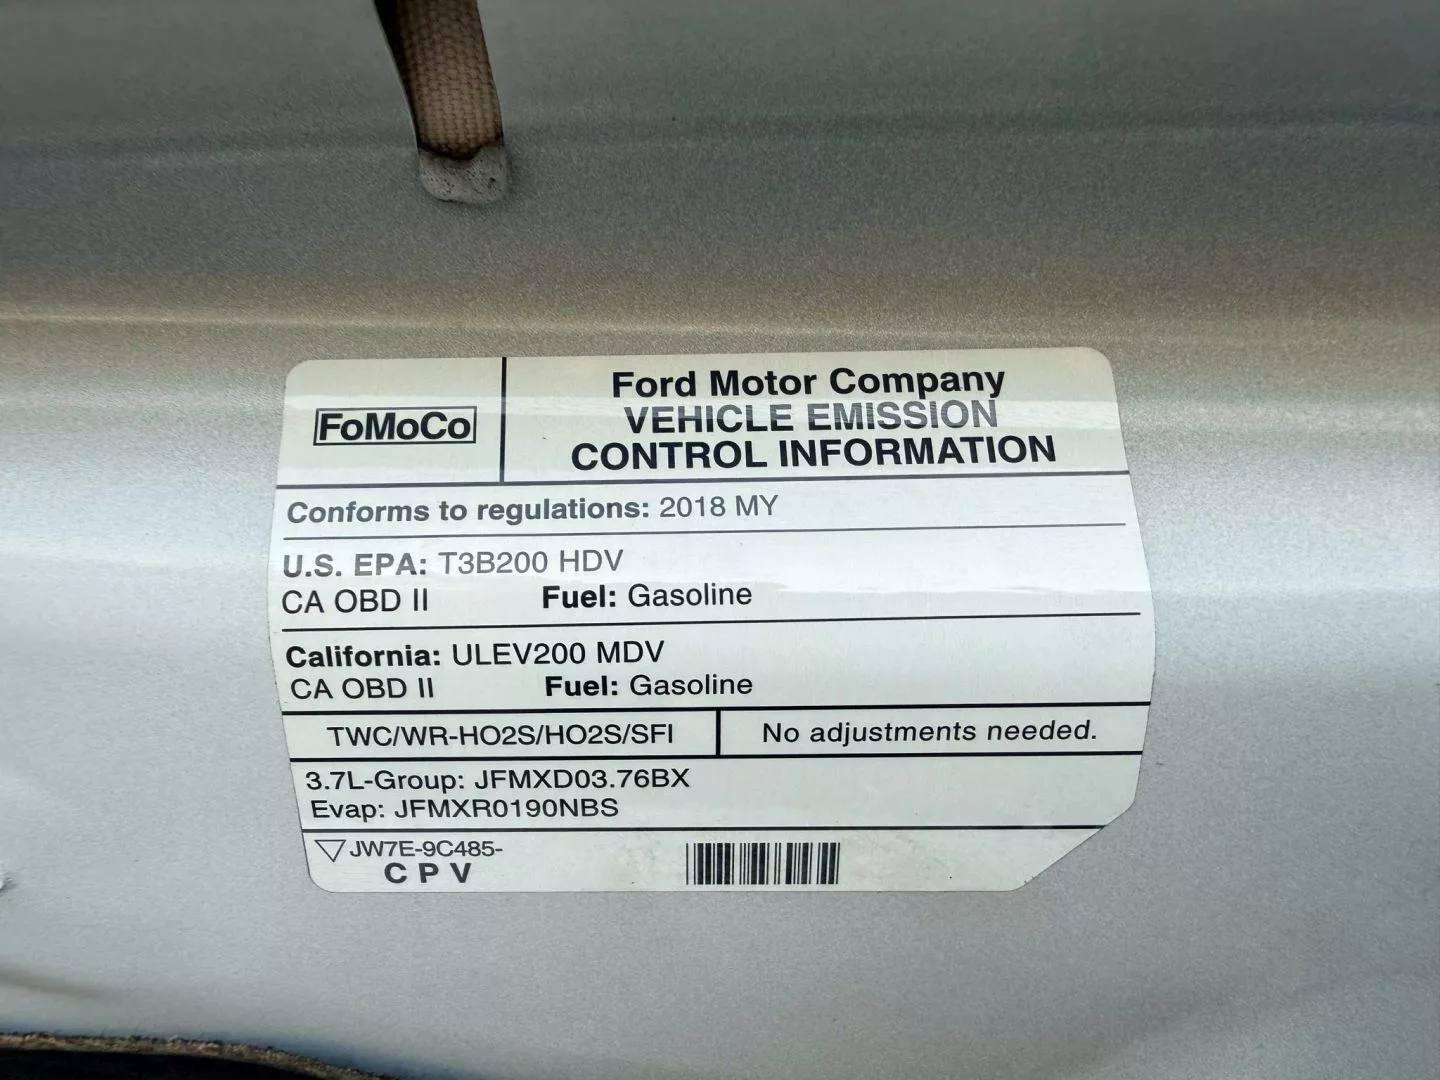 FoMoCo
Ford Motor Company
VEHICLE EMISSION
CONTROL INFORMATION
Conforms to regulations: 2018 MY
U.S. EPA: T3B200 HDV
CA OBD II Fuel: Gasoline
California: ULEV200 MDV
CA OBD II Fuel: Gasoline
TWC/WR-HO2S/HO2S/SFI No adjustments needed.
3.7L-Group: JFMXD03.76BX
Evap: JFMXR0190NBS
JW7E-9C485-
C P V